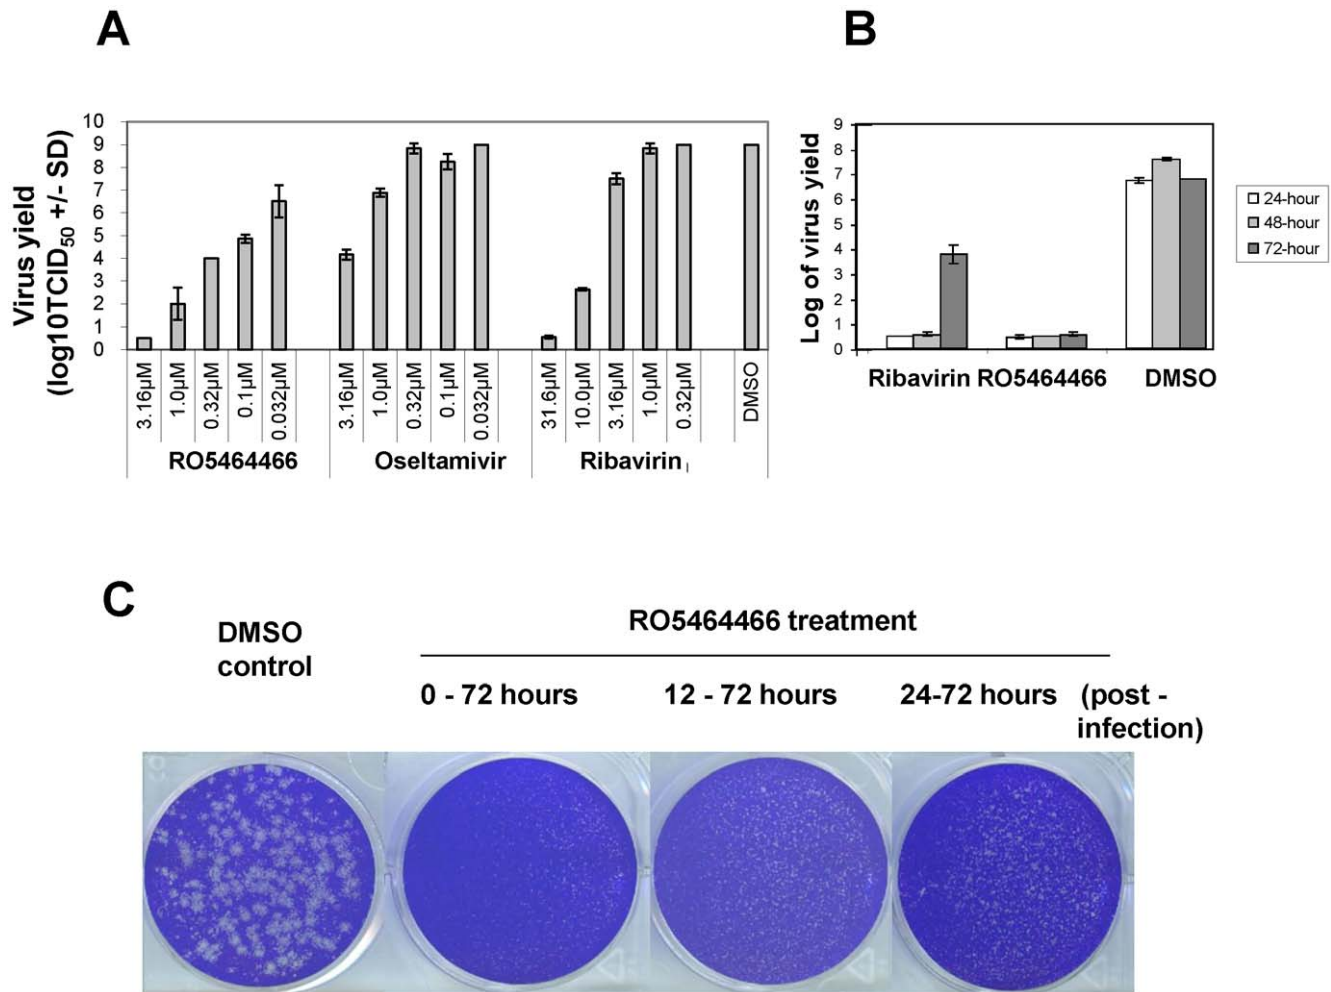 A
B
Virus yield
(log10TCID50 +/- SD)
10
9
8
7
6
5
4
3
2
1
0
3.16µM
1.0µM
0.32µM
0.1µM
0.032µM
3.16µM
1.0µM
0.32µM
0.1µM
0.032µM
31.6µM
10.0µM
3.16µM
1.0µM
0.32µM
DMSO
RO5464466
Oseltamivir
Ribavirin
Log of virus yield
9
8
7
6
5
4
3
2
1
0
Ribavirin RO5464466 DMSO
24-hour
48-hour
72-hour
C
DMSO
control
RO5464466 treatment
0 - 72 hours 12 - 72 hours 24-72 hours (post -
infection)